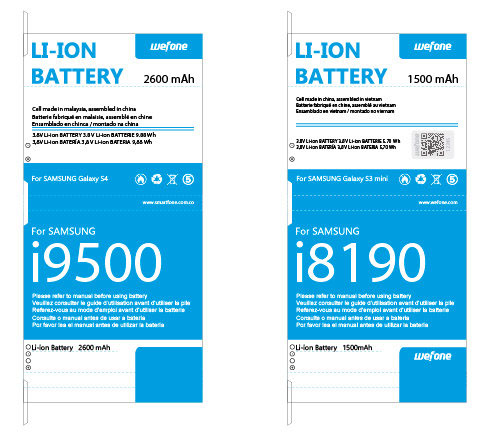 LI-ION
BATTERY
wefone
2600 mAh
Cell made in malaysia, assembled in china
Batterie fabriqué en malaisie, assemblé en chine
Ensamblado en chinos / montado na china
3.8V Li-ion BATTERY 3.8 V Li-ion BATTERIE 9.88 Wh
3,8V Li-ion BATERÍA 3,8 V Li-ion BATERIA 9,88 Wh
For SAMSUNG Galaxy S4
5
www.smartfone.com.co
For SAMSUNG
i9500
Please refer to manual before using battery
Veuillez consulter le guide d'utilisation avant d'utiliser la pile
Referez-vous au mode d'emploi avant d'utiliser la batterie
Consulte o manual antes de usar a bateria
Por favor lea el manual antes de utilizar la batería
Li-ion Battery 2600 mAh
LI-ION
BATTERY
wefone
1500 mAh
Cell made in china, assembled in vietnam
Batterie fabriqué en chine, assemblé au vietnam
Ensamblado en vietnam / montado no vietnam
3.8V Li-ion BATTERY 3.8V Li-ion BATTERIE 5.70 Wh
3,8V Li-ion BATERÍA 3,8V Li-ion BATERIA 5,70 Wh
For SAMSUNG Galaxy S3 mini
5
www.wefone.com
For SAMSUNG
i8190
Please refer to manual before using battery
Veuillez consulter le guide d'utilisation avant d'utiliser la pile
Referez-vous au mode d'emploi avant d'utiliser la batterie
Consulte o manual antes de usar a bateria
Por favor lea el manual antes de utilizar la batería
Li-ion Battery 1500mAh
wefone